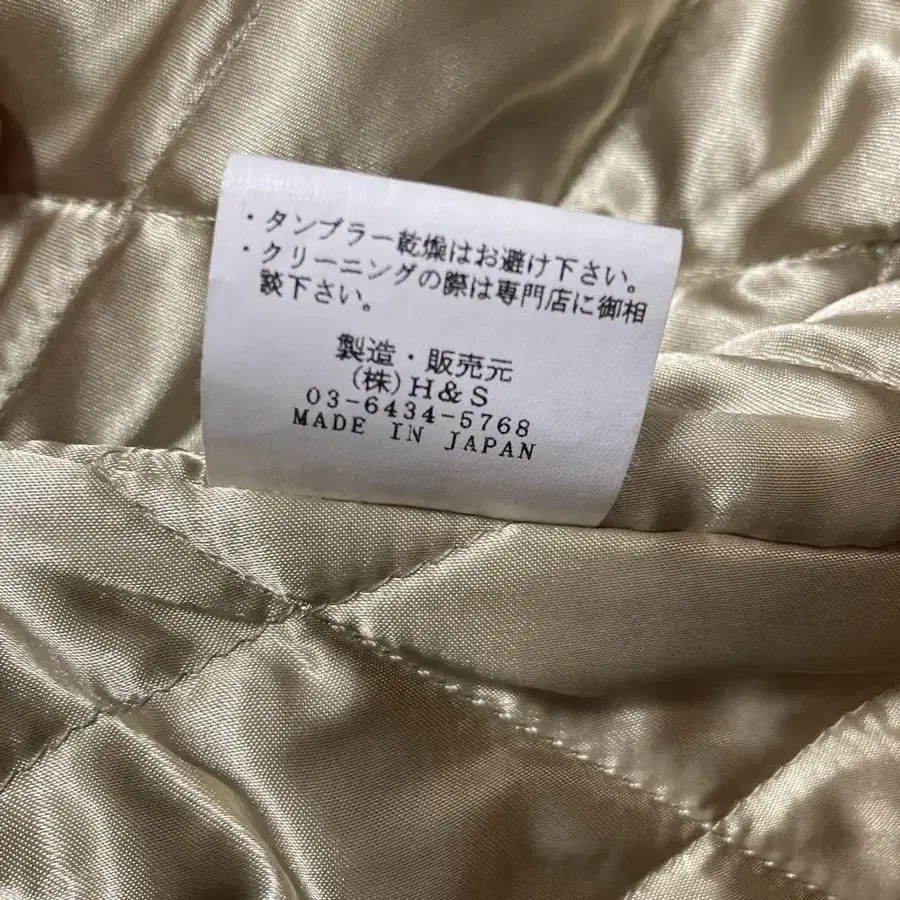 ・タンブラー乾燥はお避け下さい。
・クリーニングの際は専門店に御相
談下さい。
製造・販売元
(株)H&S
03-6434-5768
MADE IN JAPAN